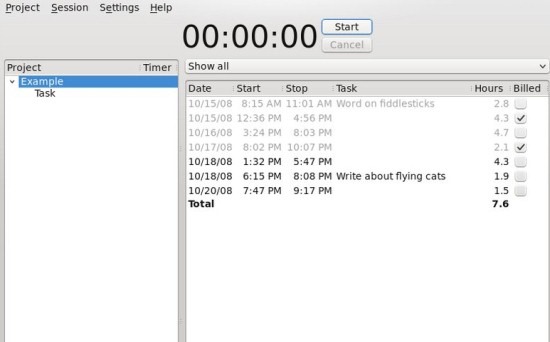 Project Session Settings Help
00:00:00 Start
Cancel
Project Timer
Example
Task
Show all
Date Start Stop Task Hours Billed
10/15/08 8:15 AM 11:01 AM Word on fiddlesticks 2.8
10/15/08 12:36 PM 4:56 PM 4.3
10/16/08 3:24 PM 8:03 PM 4.7
10/17/08 8:02 PM 10:07 PM 2.1
10/18/08 1:32 PM 5:47 PM 4.3
10/18/08 6:15 PM 8:08 PM Write about flying cats 1.9
10/20/08 7:47 PM 9:17 PM 1.5
Total 7.6